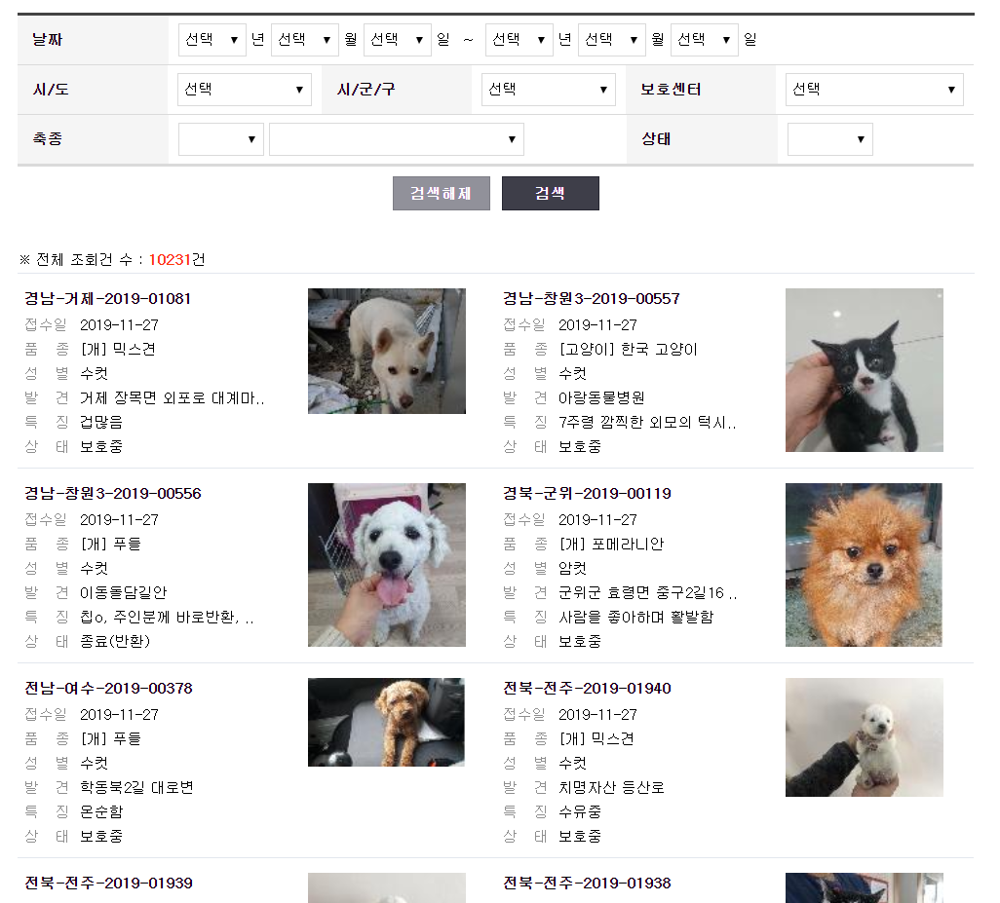 날짜 선택 년 선택 월 선택 일 ~ 선택 년 선택 월 선택 일
시/도 선택 시/군/구 선택 보호센터 선택
축종 상태
검색해제 검색
※ 전체 조회건 수 : 10231건
경남-거제-2019-01081
접수일 2019-11-27
품 종 [개] 믹스견
성 별 수컷
발 견 거제 장목면 외포로 대계마..
특 징 겁많음
상 태 보호중
경남-창원3-2019-00557
접수일 2019-11-27
품 종 [고양이] 한국 고양이
성 별 수컷
발 견 아랑동물병원
특 징 7주령 깜찍한 외모의 턱시..
상 태 보호중
경남-창원3-2019-00556
접수일 2019-11-27
품 종 [개] 푸들
성 별 수컷
발 견 이동돌담길안
특 징 칩o, 주인분께 바로반환, ..
상 태 종료(반환)
경북-군위-2019-00119
접수일 2019-11-27
품 종 [개] 포메라니안
성 별 암컷
발 견 군위군 효령면 중구2길16 ..
특 징 사람을 좋아하며 활발함
상 태 보호중
전남-여수-2019-00378
접수일 2019-11-27
품 종 [개] 푸들
성 별 수컷
발 견 학동북2길 대로변
특 징 온순함
상 태 보호중
전북-전주-2019-01940
접수일 2019-11-27
품 종 [개] 믹스견
성 별 수컷
발 견 치명자산 등산로
특 징 수유중
상 태 보호중
전북-전주-2019-01939
전북-전주-2019-01938